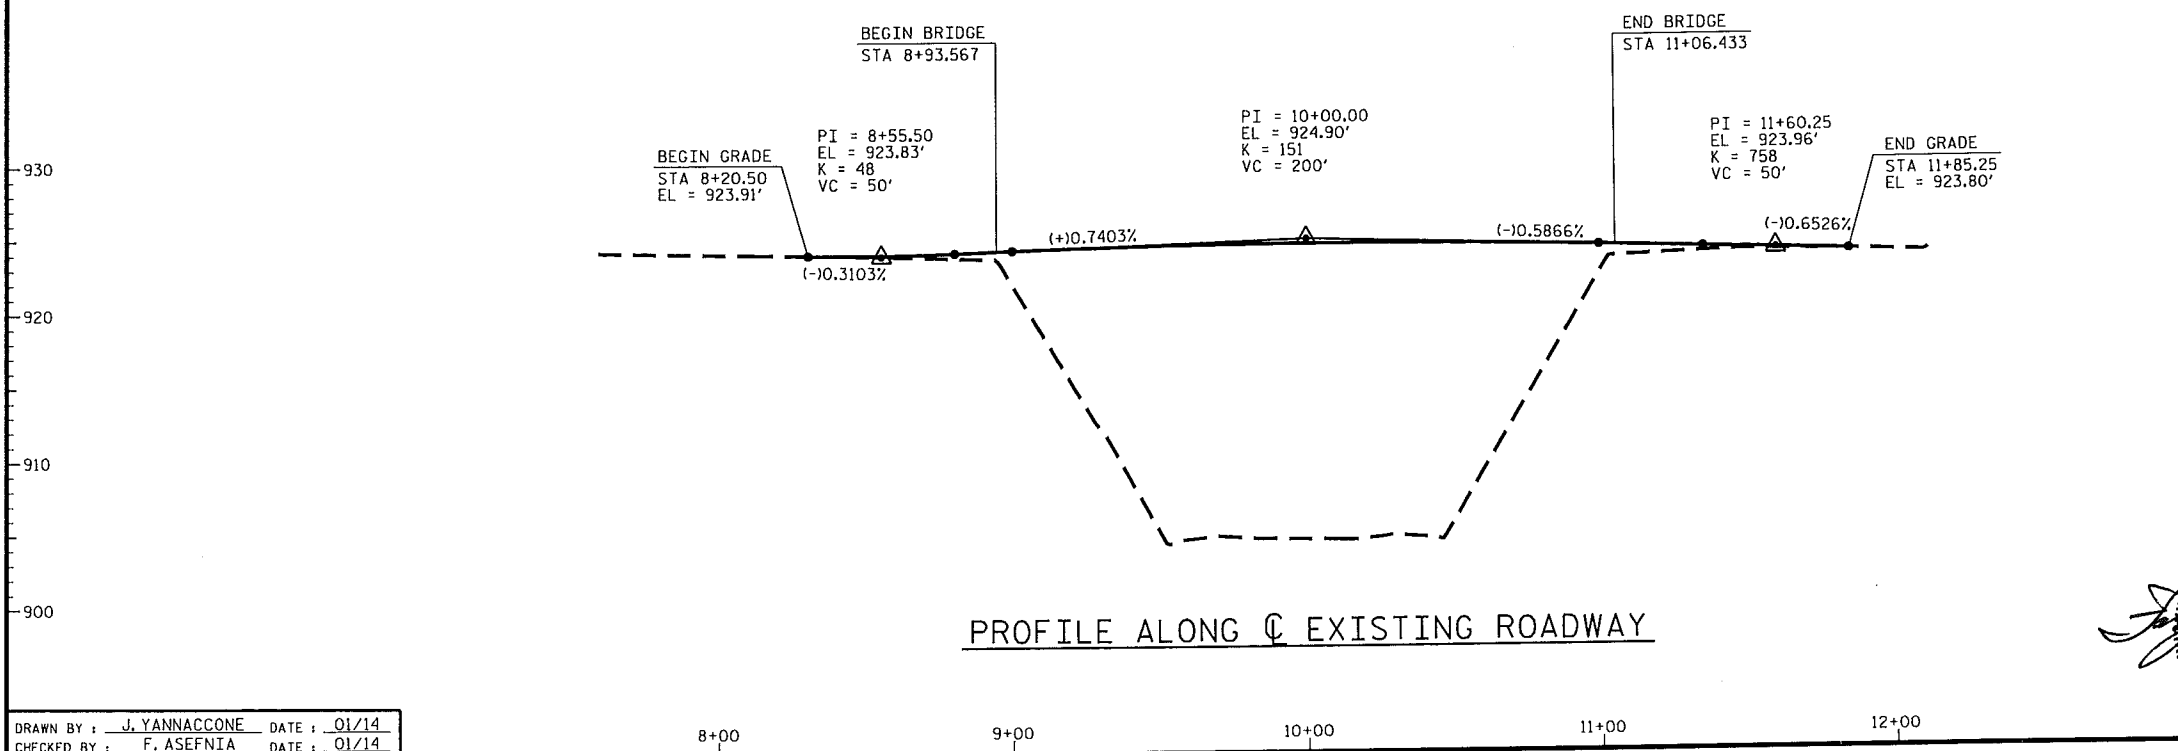 BEGIN BRIDGE
STA 8+93.567
END BRIDGE
STA 11+06.433
PI = 8+55.50
EL = 923.83'
K = 48
VC = 50'
PI = 10+00.00
EL = 924.90'
K = 151
VC = 200'
PI = 11+60.25
EL = 923.96'
K = 758
VC = 50'
BEGIN GRADE
STA 8+20.50
EL = 923.91'
END GRADE
STA 11+85.25
EL = 923.80'
930
(-)0.3103%
(+)0.7403%
(-)0.5866%
(-)0.6526%
920
910
900
PROFILE ALONG ℄ EXISTING ROADWAY
DRAWN BY : J. YANNACCONE DATE : 01/14
CHECKED BY : F. ASEFNIA DATE : 01/14
8+00 9+00 10+00 11+00 12+00